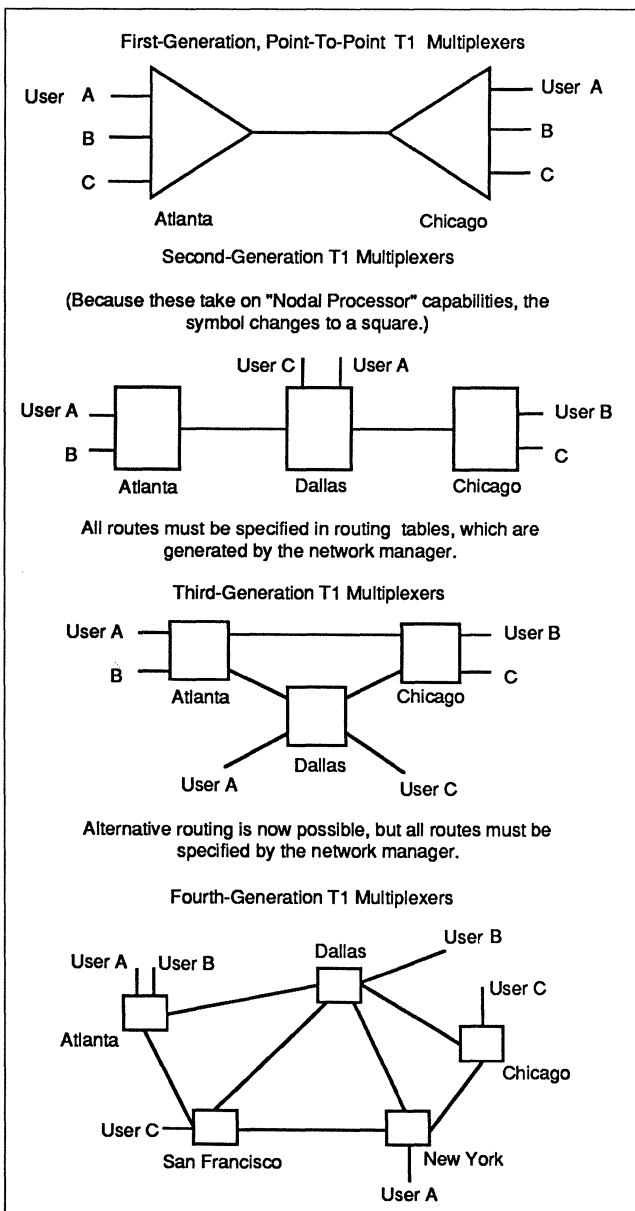 First-Generation, Point-To-Point T1 Multiplexers
User A
User A
B
B
C
C
Atlanta
Chicago
Second-Generation T1 Multiplexers
(Because these take on "Nodal Processor" capabilities, the
symbol changes to a square.)
User C
User A
User A
User B
B
C
Atlanta
Dallas
Chicago
All routes must be specified in routing tables, which are
generated by the network manager.
Third-Generation T1 Multiplexers
User A
User B
B
C
Atlanta
Chicago
Dallas
User A
User C
Alternative routing is now possible, but all routes must be
specified by the network manager.
Fourth-Generation T1 Multiplexers
User B
Dallas
User A
User B
User C
Atlanta
Chicago
User C
San Francisco
New York
User A